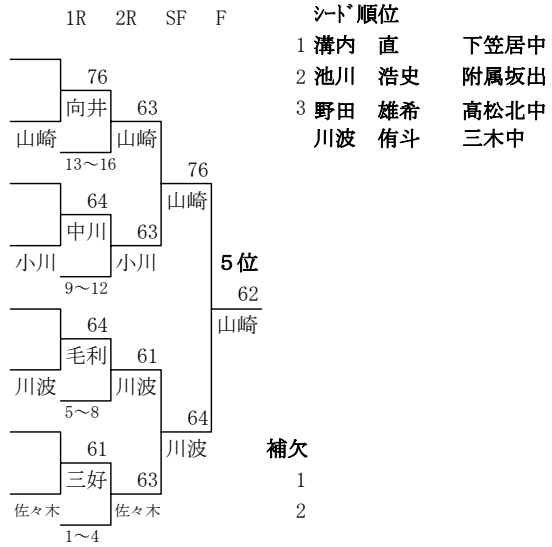 1R 2R SF F
シード順位
1 溝内 直 下笠居中
2 池川 浩史 附属坂出
3 野田 雄希 高松北中
川波 侑斗 三木中
76
向井 63
山崎 山崎
13～16
76
山崎
64
中川 63
小川 小川
9～12
5位
62
山崎
64
毛利 61
川波 川波
5～8
64
川波
61
三好 63
佐々木 佐々木
1～4
補欠
1
2